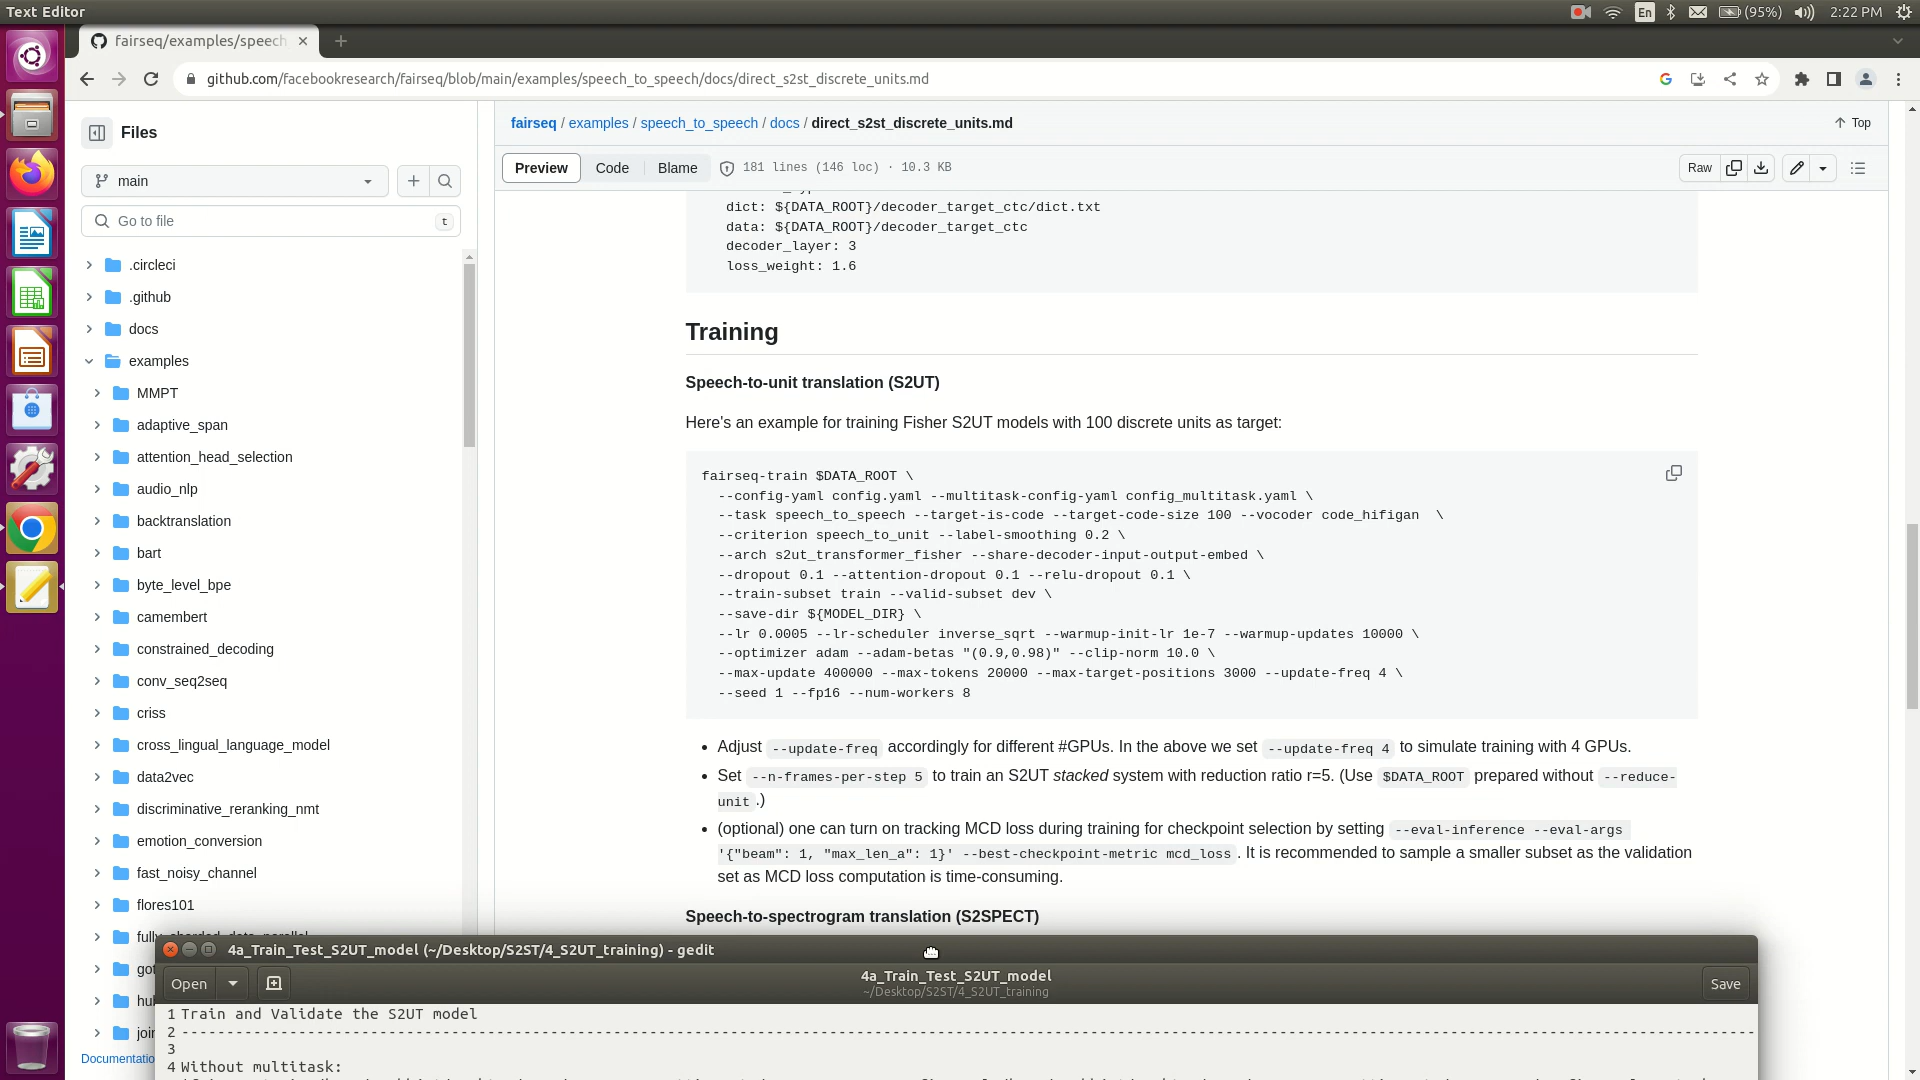 Text Editor
En
(95%)
2:22 PM
fairseq/examples/speech
github.com/facebookresearch/fairseq/blob/main/examples/speech_to_speech/docs/direct_s2st_discrete_units.md
Files
main
Go to file
t
.circleci
.github
docs
examples
MMPT
adaptive_span
attention_head_selection
audio_nlp
backtranslation
bart
byte_level_bpe
camembert
constrained_decoding
conv_seq2seq
criss
cross_lingual_language_model
data2vec
discriminative_reranking_nmt
emotion_conversion
fast_noisy_channel
flores101
Documentatio
fairseq / examples / speech_to_speech / docs / direct_s2st_discrete_units.md
Top
Preview Code Blame 181 lines (146 loc) · 10.3 KB
Raw
dict: ${DATA_ROOT}/decoder_target_ctc/dict.txt
data: ${DATA_ROOT}/decoder_target_ctc
decoder_layer: 3
loss_weight: 1.6
Training
Speech-to-unit translation (S2UT)
Here's an example for training Fisher S2UT models with 100 discrete units as target:
fairseq-train $DATA_ROOT \
--config-yaml config.yaml --multitask-config-yaml config_multitask.yaml \
--task speech_to_speech --target-is-code --target-code-size 100 --vocoder code_hifigan \
--criterion speech_to_unit --label-smoothing 0.2 \
--arch s2ut_transformer_fisher --share-decoder-input-output-embed \
--dropout 0.1 --attention-dropout 0.1 --relu-dropout 0.1 \
--train-subset train --valid-subset dev \
--save-dir ${MODEL_DIR} \
--lr 0.0005 --lr-scheduler inverse_sqrt --warmup-init-lr 1e-7 --warmup-updates 10000 \
--optimizer adam --adam-betas "(0.9,0.98)" --clip-norm 10.0 \
--max-update 400000 --max-tokens 20000 --max-target-positions 3000 --update-freq 4 \
--seed 1 --fp16 --num-workers 8
• Adjust --update-freq accordingly for different #GPUs. In the above we set --update-freq 4 to simulate training with 4 GPUs.
• Set --n-frames-per-step 5 to train an S2UT stacked system with reduction ratio r=5. (Use $DATA_ROOT prepared without --reduce-
unit .)
• (optional) one can turn on tracking MCD loss during training for checkpoint selection by setting --eval-inference --eval-args
'{"beam": 1, "max_len_a": 1}' --best-checkpoint-metric mcd_loss . It is recommended to sample a smaller subset as the validation
set as MCD loss computation is time-consuming.
Speech-to-spectrogram translation (S2SPECT)
4a_Train_Test_S2UT_model (~/Desktop/S2ST/4_S2UT_training) - gedit
Open
4a_Train_Test_S2UT_model
~/Desktop/S2ST/4_S2UT_training
Save
1 Train and Validate the S2UT model
2 ----------------------------------------------------------------
3
4 Without multitask: